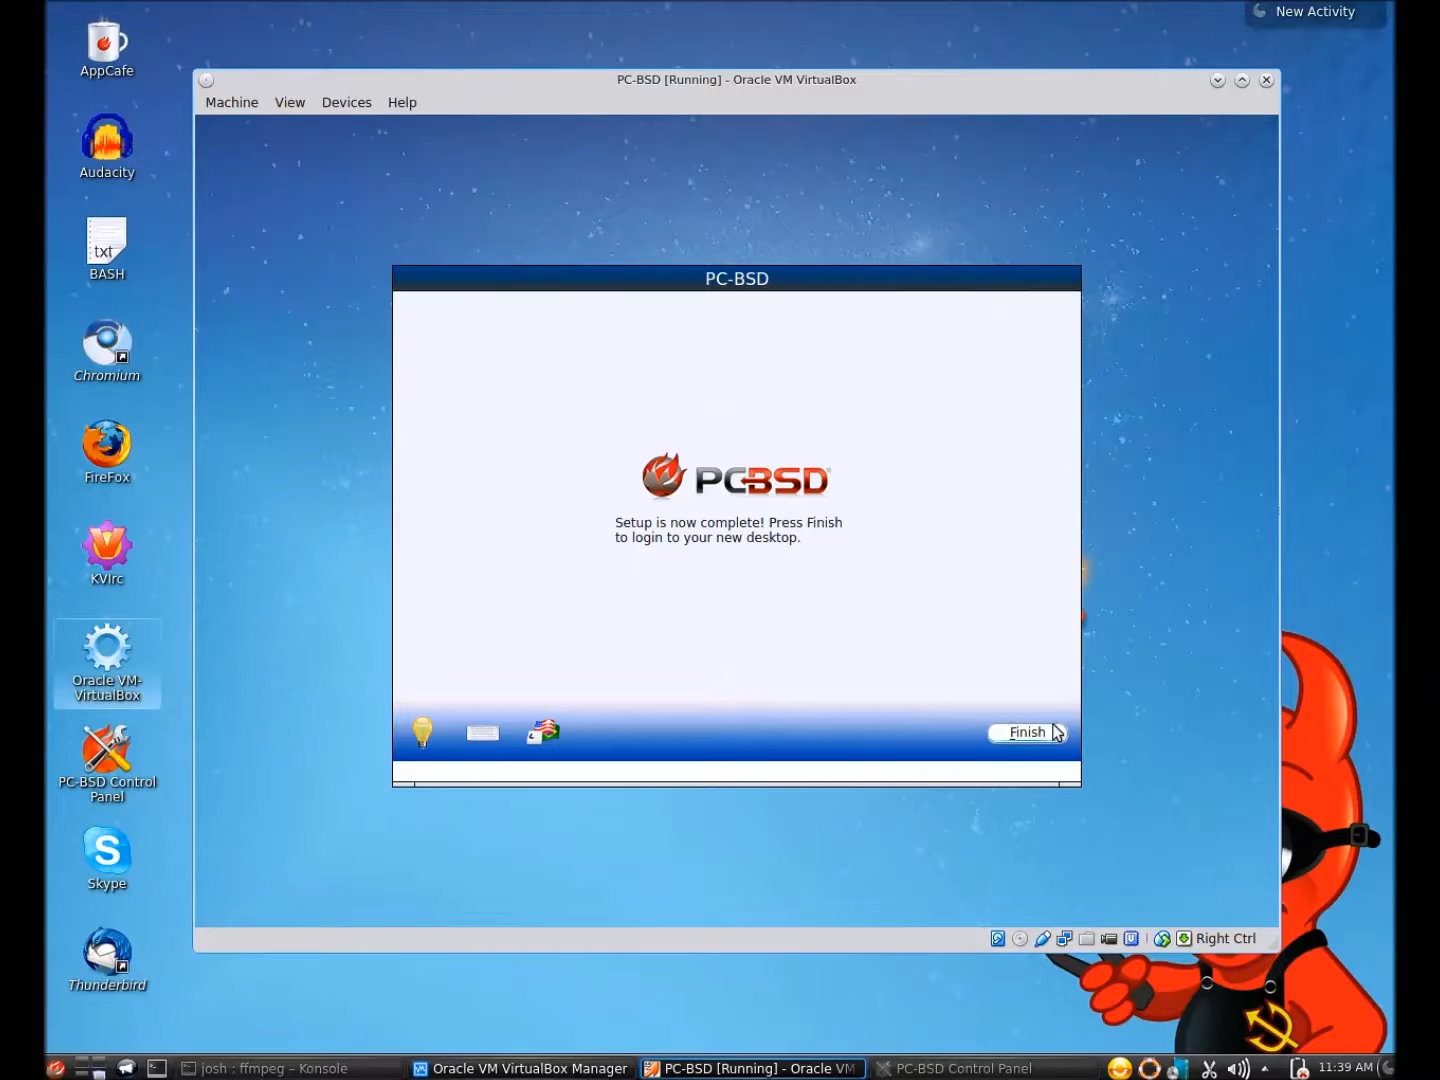 New Activity
AppCafe
Audacity
txt
BASH
Chromium
FireFox
KVIrc
Oracle VM-
VirtualBox
PC-BSD Control
Panel
Skype
Thunderbird
PC-BSD [Running] - Oracle VM VirtualBox
Machine View Devices Help
PC-BSD
PCBSD
Setup is now complete! Press Finish
to login to your new desktop.
Finish
Right Ctrl
josh : ffmpeg – Konsole
Oracle VM VirtualBox Manager
PC-BSD [Running] - Oracle VM
PC-BSD Control Panel
11:39 AM